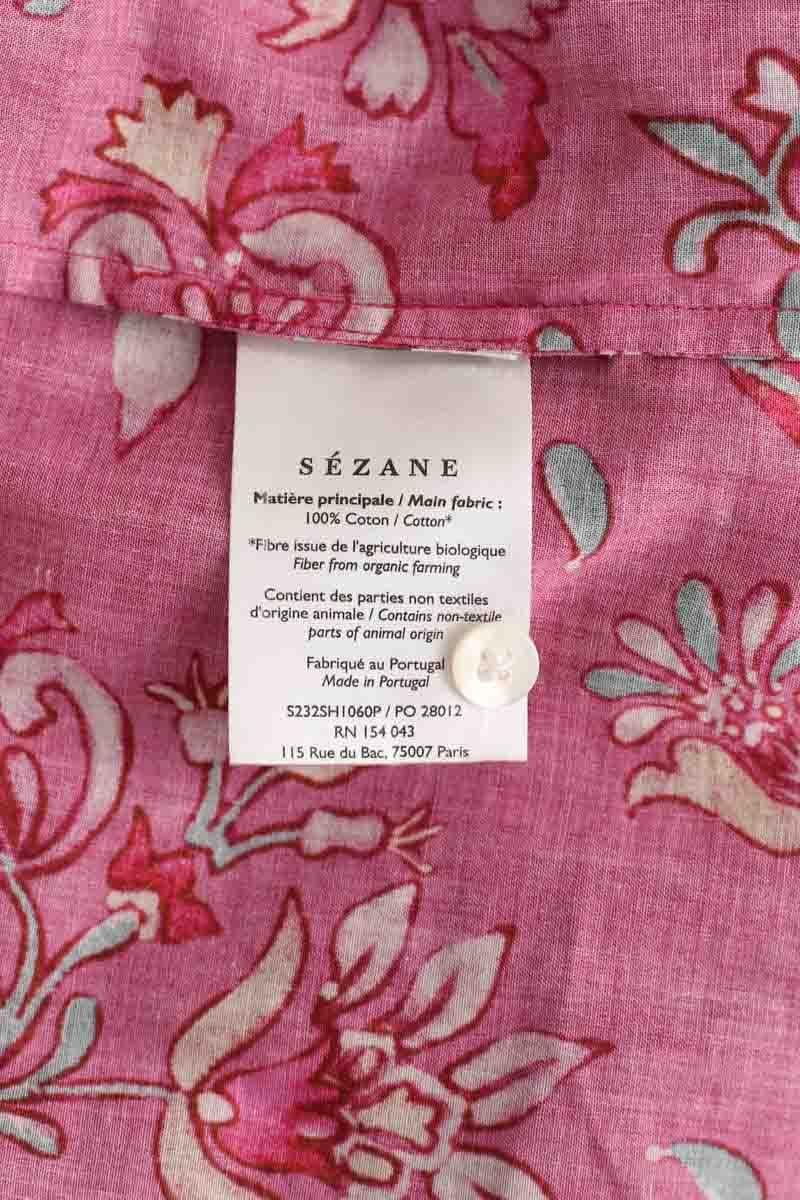 SÉZANE
Matière principale / Main fabric :
100% Coton / Cotton*
*Fibre issue de l'agriculture biologique
Fiber from organic farming
Contient des parties non textiles
d'origine animale / Contains non-textile
parts of animal origin
Fabriqué au Portugal
Made in Portugal
S232SH1060P / PO 28012
RN 154 043
115 Rue du Bac, 75007 Paris